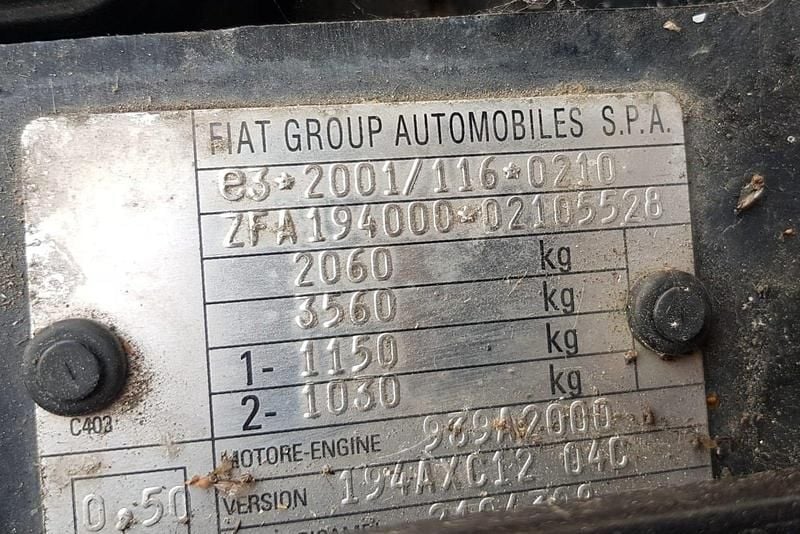 FIAT GROUP AUTOMOBILES S.P.A.
e3*2001/116*0210
ZFA194000*02105528
2060 kg
3560 kg
1- 1150 kg
2- 1030 kg
C403
MOTORE-ENGINE 939A2000
0.50
VERSION 194AXC12 04C